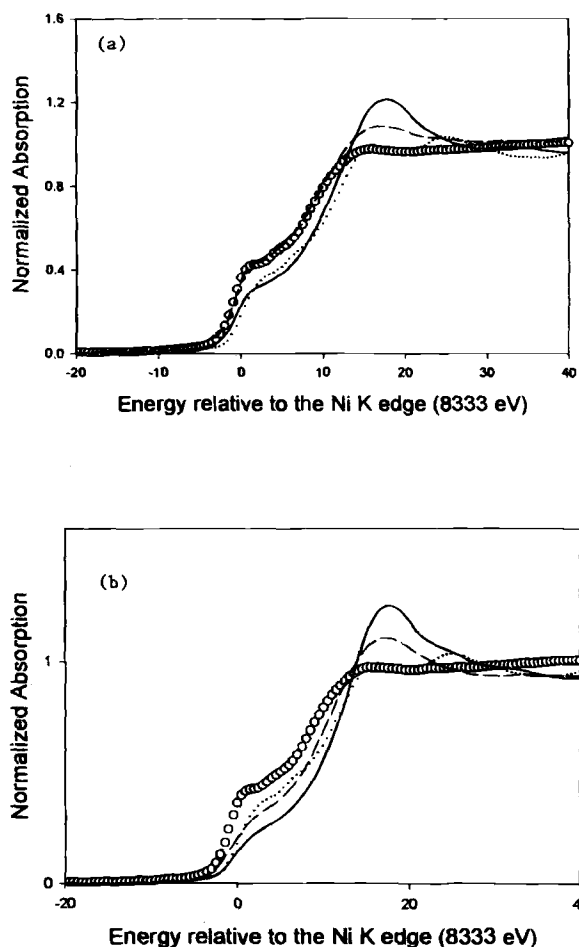 (a)
1.6
1.2
0.8
0.4
0.0
Normalized Absorption
-20 -10 0 10 20 30 40
Energy relative to the Ni K edge (8333 eV)
(b)
1
0
Normalized Absorption
-20 0 20 40
Energy relative to the Ni K edge (8333 eV)